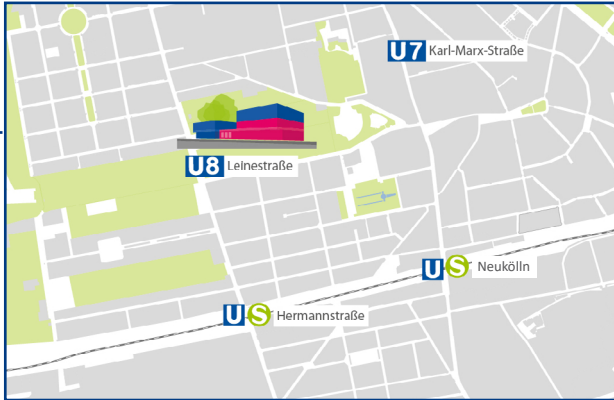 U7 Karl-Marx-Straße
U8 Leinestraße
U S Neukölln
U S Hermannstraße